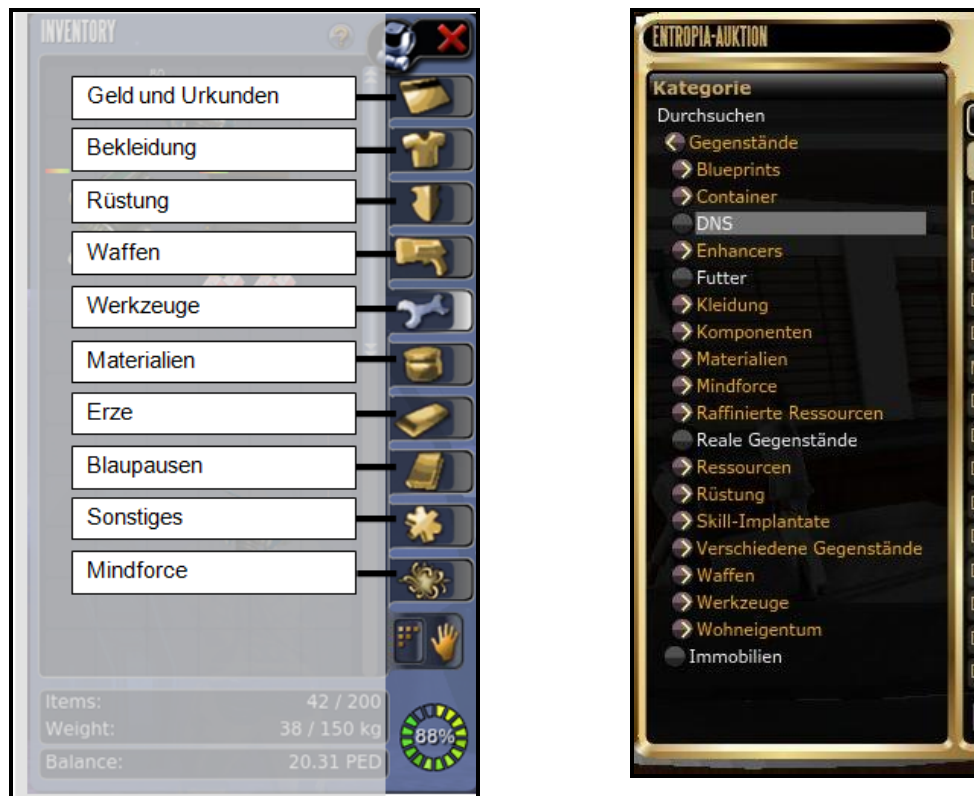 INVENTORY
?
Geld und Urkunden
Bekleidung
Rüstung
Waffen
Werkzeuge
Materialien
Erze
Blaupausen
Sonstiges
Mindforce
Items: 42 / 200
Weight: 38 / 150 kg
88%
Balance: 20.31 PED
ENTROPIA-AUKTION
Kategorie
Durchsuchen
Gegenstände
Blueprints
Container
DNS
Enhancers
Futter
Kleidung
Komponenten
Materialien
Mindforce
Raffinierte Ressourcen
Reale Gegenstände
Ressourcen
Rüstung
Skill-Implantate
Verschiedene Gegenstände
Waffen
Werkzeuge
Wohneigentum
Immobilien